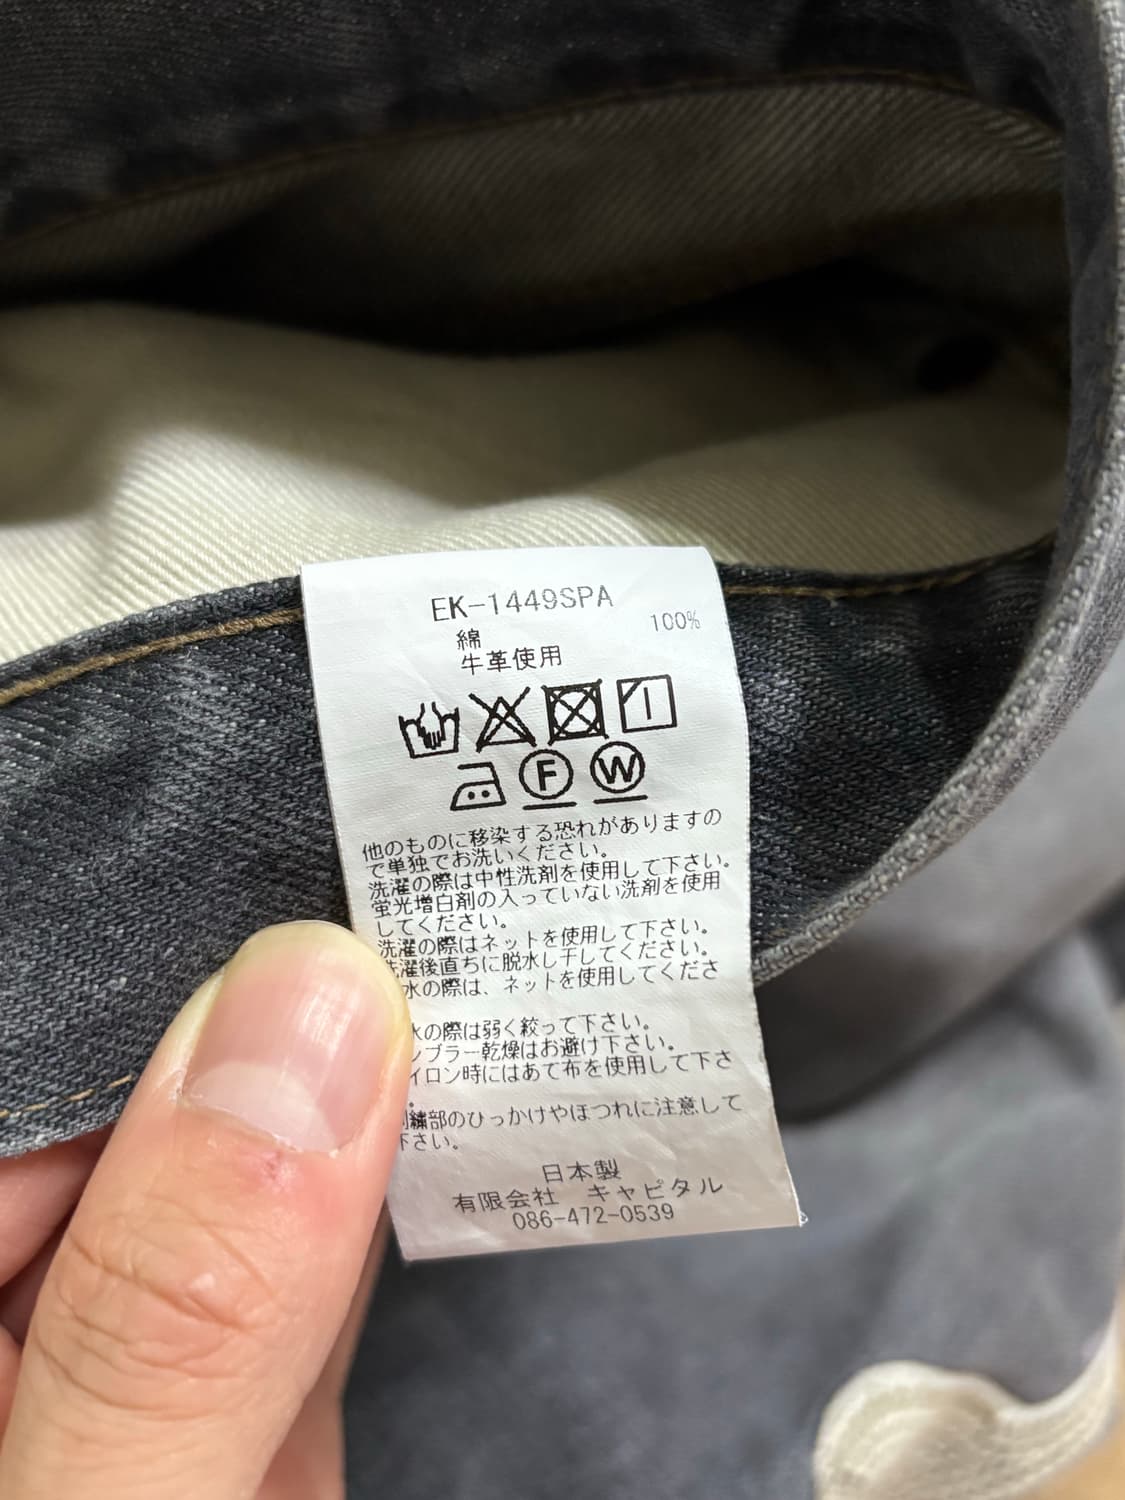 EK-1449SPA
綿 100%
牛革使用
F W
他のものに移染する恐れがありますの
で単独でお洗いください。
洗濯の際は中性洗剤を使用して下さい。
蛍光増白剤の入っていない洗剤を使用
してください。
洗濯の際はネットを使用して下さい。
洗濯後直ちに脱水し干してください。
水の際は、ネットを使用してくださ
水の際は弱く絞って下さい。
ンブラー乾燥はお避け下さい。
イロン時にはあて布を使用して下さ
。
刺繍部のひっかけやほつれに注意して
下さい。
日本製
有限会社 キャピタル
086-472-0539